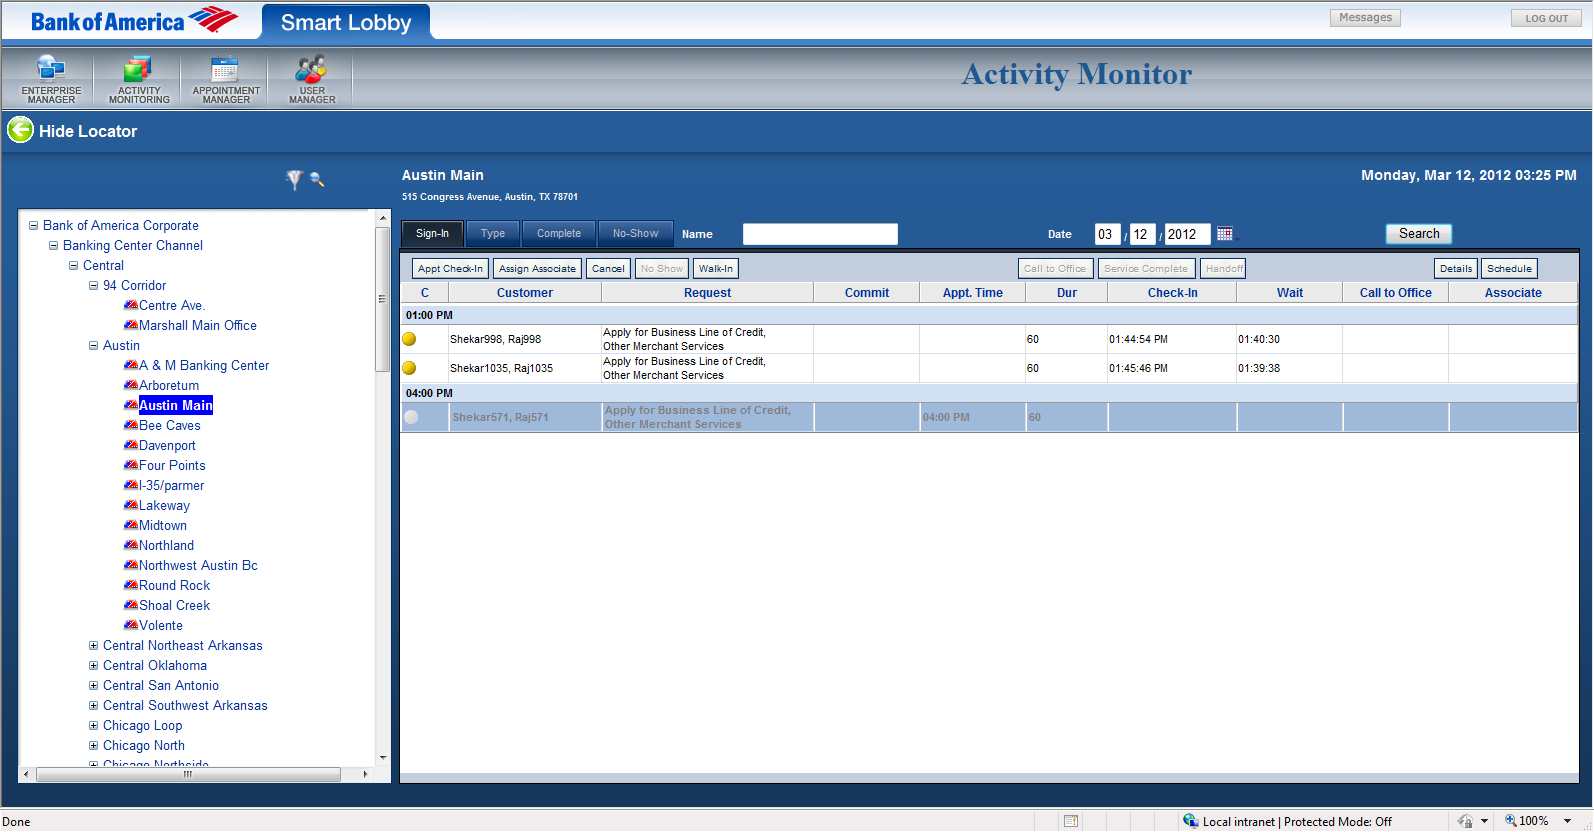 Bank of America
Smart Lobby
Messages
LOG OUT
ENTERPRISE MANAGER
ACTIVITY MONITORING
APPOINTMENT MANAGER
USER MANAGER
Activity Monitor
Hide Locator
Austin Main
Monday, Mar 12, 2012 03:25 PM
515 Congress Avenue, Austin, TX 78701
Bank of America Corporate
Banking Center Channel
Central
94 Corridor
Centre Ave.
Marshall Main Office
Austin
A & M Banking Center
Arboretum
Austin Main
Bee Caves
Davenport
Four Points
I-35/parmer
Lakeway
Midtown
Northland
Northwest Austin Bc
Round Rock
Shoal Creek
Volente
Central Northeast Arkansas
Central Oklahoma
Central San Antonio
Central Southwest Arkansas
Chicago Loop
Chicago North
Chicago Northside
Sign-In Type Complete No-Show Name Date 03 / 12 / 2012 Search
Appt Check-In Assign Associate Cancel No Show Walk-In Call to Office Service Complete Handoff Details Schedule
C Customer Request Commit Appt. Time Dur Check-In Wait Call to Office Associate
01:00 PM
Shekar998, Raj998 Apply for Business Line of Credit, 60 01:44:54 PM 01:40:30
Other Merchant Services
Shekar1035, Raj1035 Apply for Business Line of Credit, 60 01:45:46 PM 01:39:38
Other Merchant Services
04:00 PM
Shekar571, Raj571 Apply for Business Line of Credit, 04:00 PM 60
Other Merchant Services
Done
Local intranet | Protected Mode: Off
100%